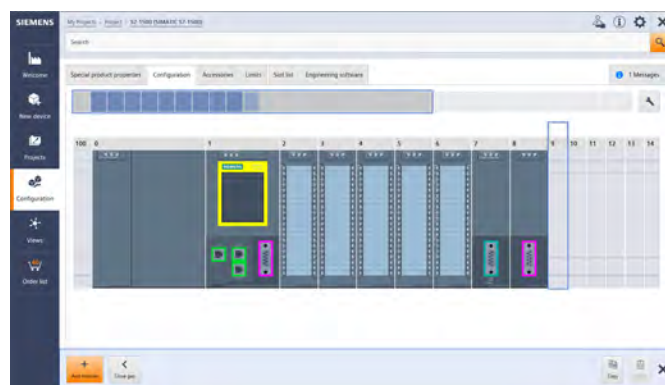 SIEMENS
My Projects › Project › S7-1500 (SIMATIC S7-1500)
Search
Welcome
Special product properties Configuration Accessories Limits Slot list Engineering software
1 Messages
New device
Projects
100 0 1 2 3 4 5 6 7 8 9 10 11 12 13 14
SIEMENS
Configuration
Views
Order list
Add modules
Close gap
Copy